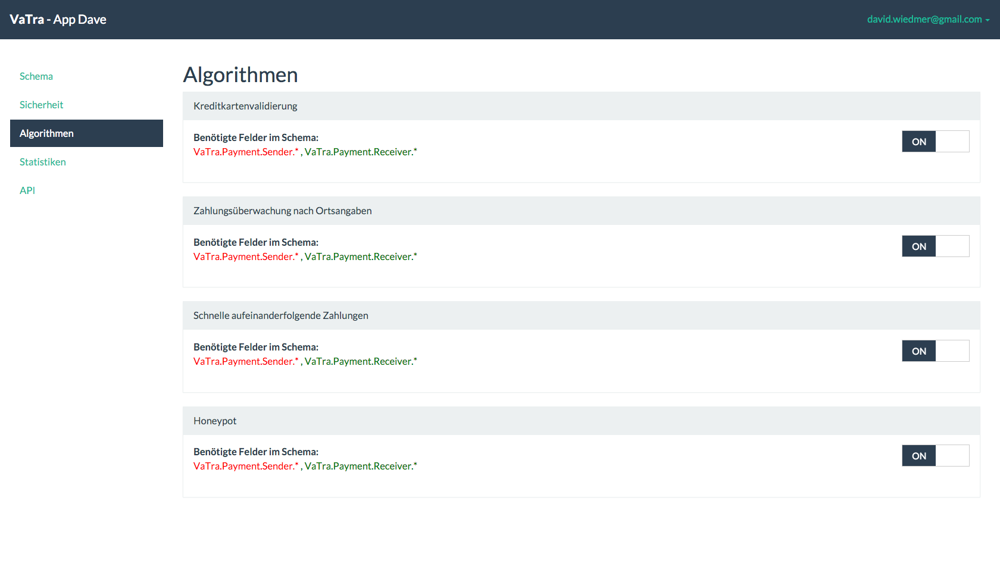 VaTra - App Dave
david.wiedmer@gmail.com
Schema
Sicherheit
Algorithmen
Statistiken
API
Algorithmen
Kreditkartenvalidierung
Benötigte Felder im Schema:
VaTra.Payment.Sender.* , VaTra.Payment.Receiver.*
ON
Zahlungsüberwachung nach Ortsangaben
Benötigte Felder im Schema:
VaTra.Payment.Sender.* , VaTra.Payment.Receiver.*
ON
Schnelle aufeinanderfolgende Zahlungen
Benötigte Felder im Schema:
VaTra.Payment.Sender.* , VaTra.Payment.Receiver.*
ON
Honeypot
Benötigte Felder im Schema:
VaTra.Payment.Sender.* , VaTra.Payment.Receiver.*
ON